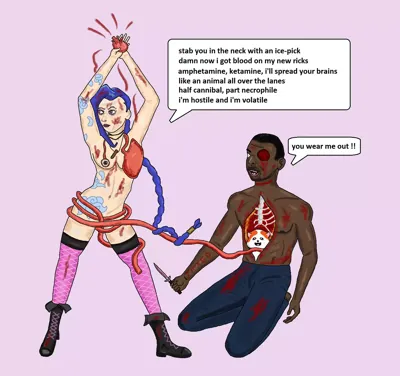 stab you in the neck with an ice-pick
damn now i got blood on my new ricks
amphetamine, ketamine, i'll spread your brains
like an animal all over the lanes
half cannibal, part necrophile
i'm hostile and i'm volatile
you wear me out !!